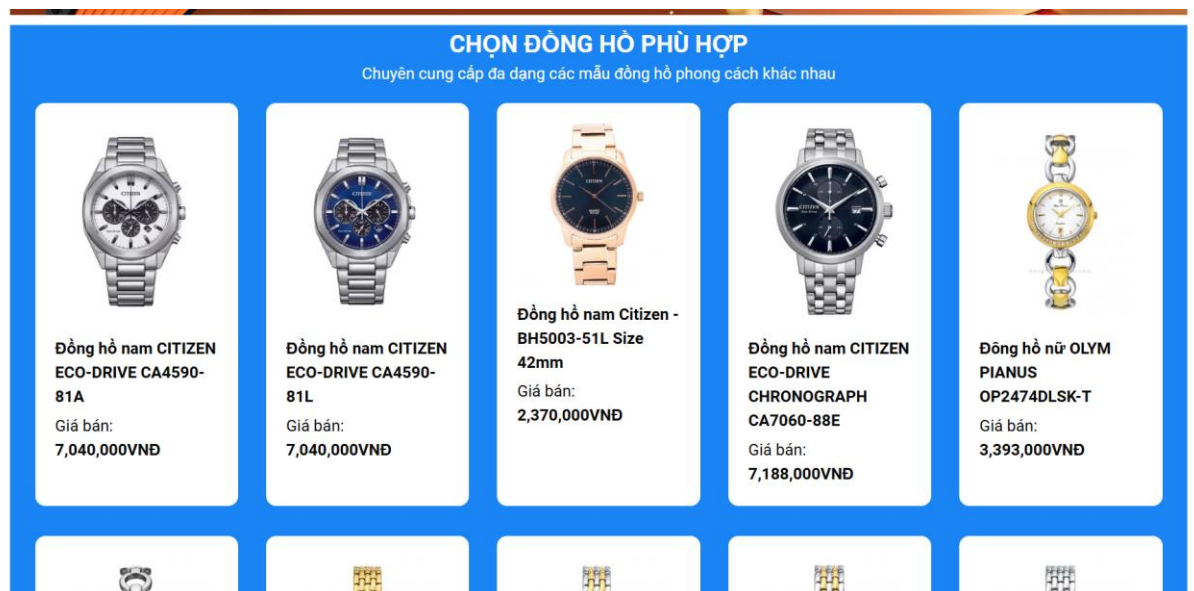 CHỌN ĐỒNG HỒ PHÙ HỢP
Chuyên cung cấp đa dạng các mẫu đồng hồ phong cách khác nhau
CITIZEN
CITIZEN
CITIZEN
CITIZEN
Đồng hồ nam CITIZEN
ECO-DRIVE CA4590-
81A
Giá bán:
7,040,000VNĐ
Đồng hồ nam CITIZEN
ECO-DRIVE CA4590-
81L
Giá bán:
7,040,000VNĐ
Đồng hồ nam Citizen -
BH5003-51L Size
42mm
Giá bán:
2,370,000VNĐ
Đồng hồ nam CITIZEN
ECO-DRIVE
CHRONOGRAPH
CA7060-88E
Giá bán:
7,188,000VNĐ
Đông hồ nữ OLYM
PIANUS
OP2474DLSK-T
Giá bán:
3,393,000VNĐ